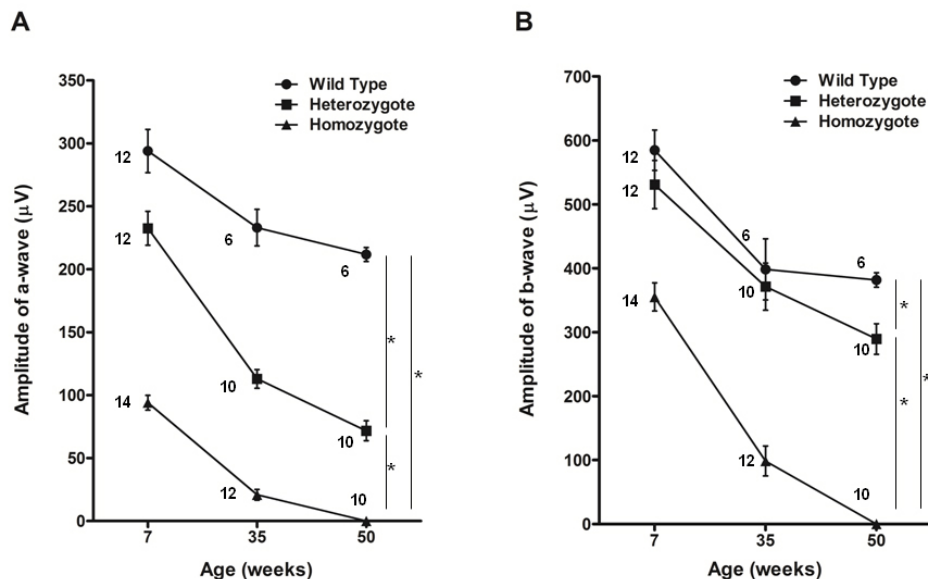 A
350
300
250
200
150
100
50
0
Amplitude of a-wave (μV)
Wild Type
Heterozygote
Homozygote
12
12
14
6
10
12
6
10
10
*
*
*
7 35 50
Age (weeks)
B
700
600
500
400
300
200
100
0
Amplitude of b-wave (μV)
Wild Type
Heterozygote
Homozygote
12
12
14
6
10
12
6
10
10
*
*
*
7 35 50
Age (weeks)